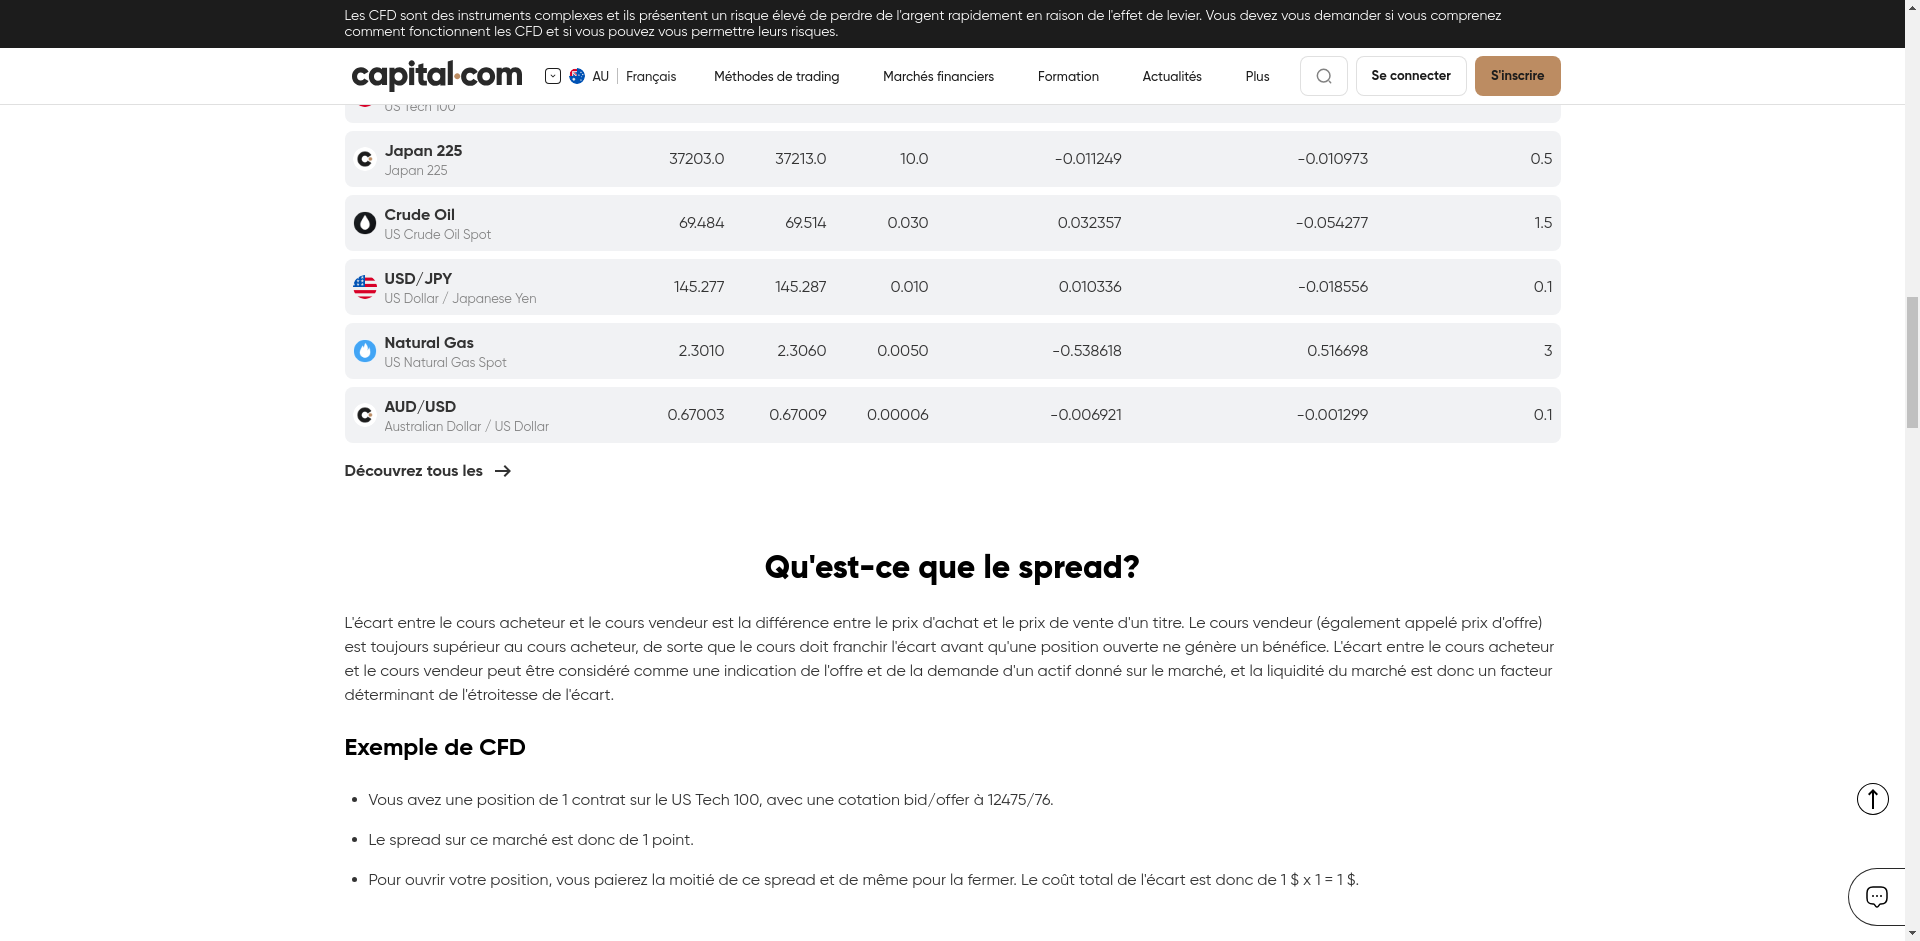 Les CFD sont des instruments complexes et ils présentent un risque élevé de perdre de l'argent rapidement en raison de l'effet de levier. Vous devez vous demander si vous comprenez
comment fonctionnent les CFD et si vous pouvez vous permettre leurs risques.
capital.com AU Français Méthodes de trading Marchés financiers Formation Actualités Plus Se connecter S'inscrire
US Tech 100
Japan 225
Japan 225
37203.0 37213.0 10.0 -0.011249 -0.010973 0.5
Crude Oil
US Crude Oil Spot
69.484 69.514 0.030 0.032357 -0.054277 1.5
USD/JPY
US Dollar / Japanese Yen
145.277 145.287 0.010 0.010336 -0.018556 0.1
Natural Gas
US Natural Gas Spot
2.3010 2.3060 0.0050 -0.538618 0.516698 3
AUD/USD
Australian Dollar / US Dollar
0.67003 0.67009 0.00006 -0.006921 -0.001299 0.1
Découvrez tous les
Qu'est-ce que le spread?
L'écart entre le cours acheteur et le cours vendeur est la différence entre le prix d'achat et le prix de vente d'un titre. Le cours vendeur (également appelé prix d'offre)
est toujours supérieur au cours acheteur, de sorte que le cours doit franchir l'écart avant qu'une position ouverte ne génère un bénéfice. L'écart entre le cours acheteur
et le cours vendeur peut être considéré comme une indication de l'offre et de la demande d'un actif donné sur le marché, et la liquidité du marché est donc un facteur
déterminant de l'étroitesse de l'écart.
Exemple de CFD
• Vous avez une position de 1 contrat sur le US Tech 100, avec une cotation bid/offer à 12475/76.
• Le spread sur ce marché est donc de 1 point.
• Pour ouvrir votre position, vous paierez la moitié de ce spread et de même pour la fermer. Le coût total de l'écart est donc de 1 $ x 1 = 1 $.